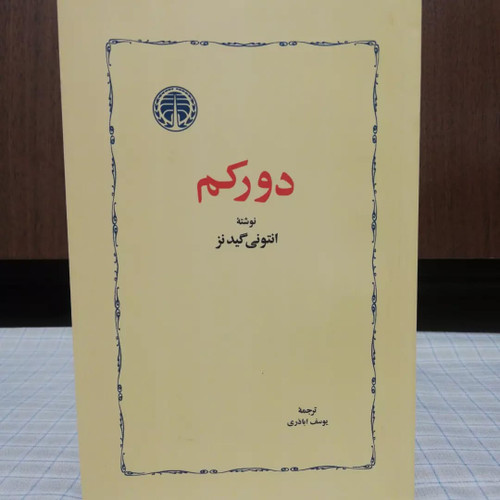 دورکم
نوشتهٔ
انتونی گیدنز
ترجمهٔ
یوسف اباذری